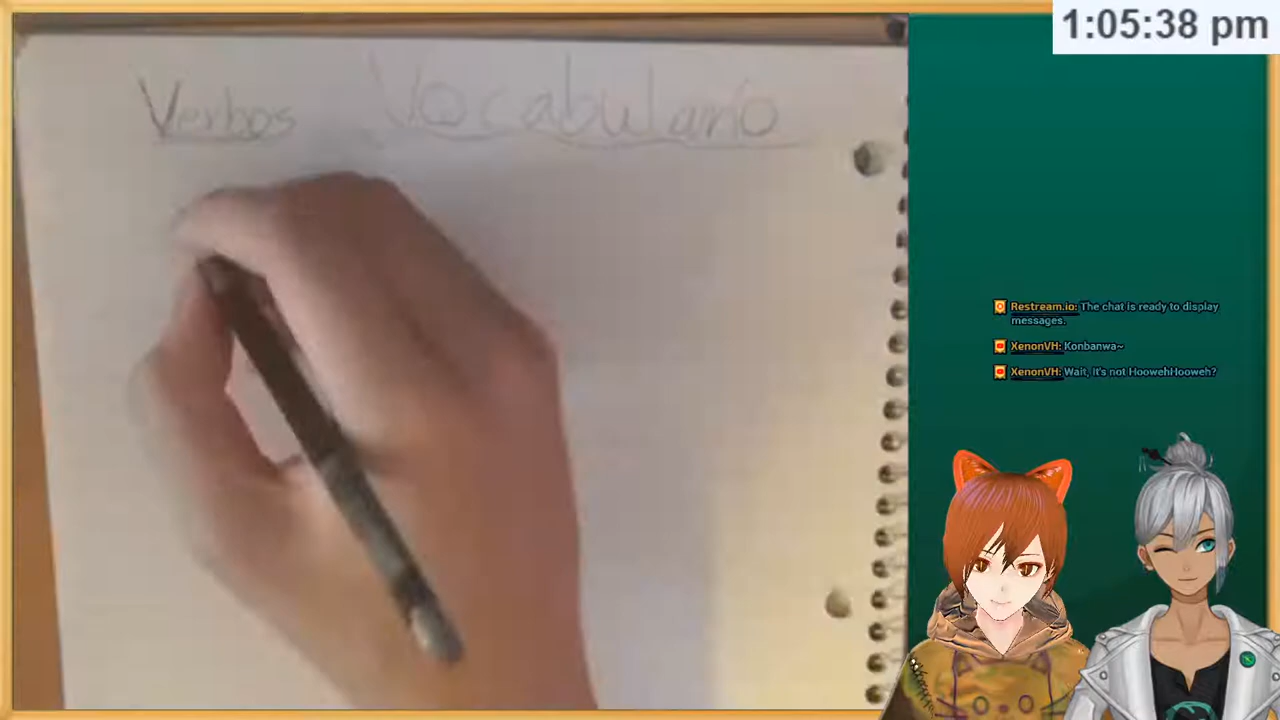 1:05:38 pm
Verbos Vocabulario
Restream.io: The chat is ready to display
messages.
XenonVH: Konbanwa~
XenonVH: Wait, it's not HoowehHooweh?